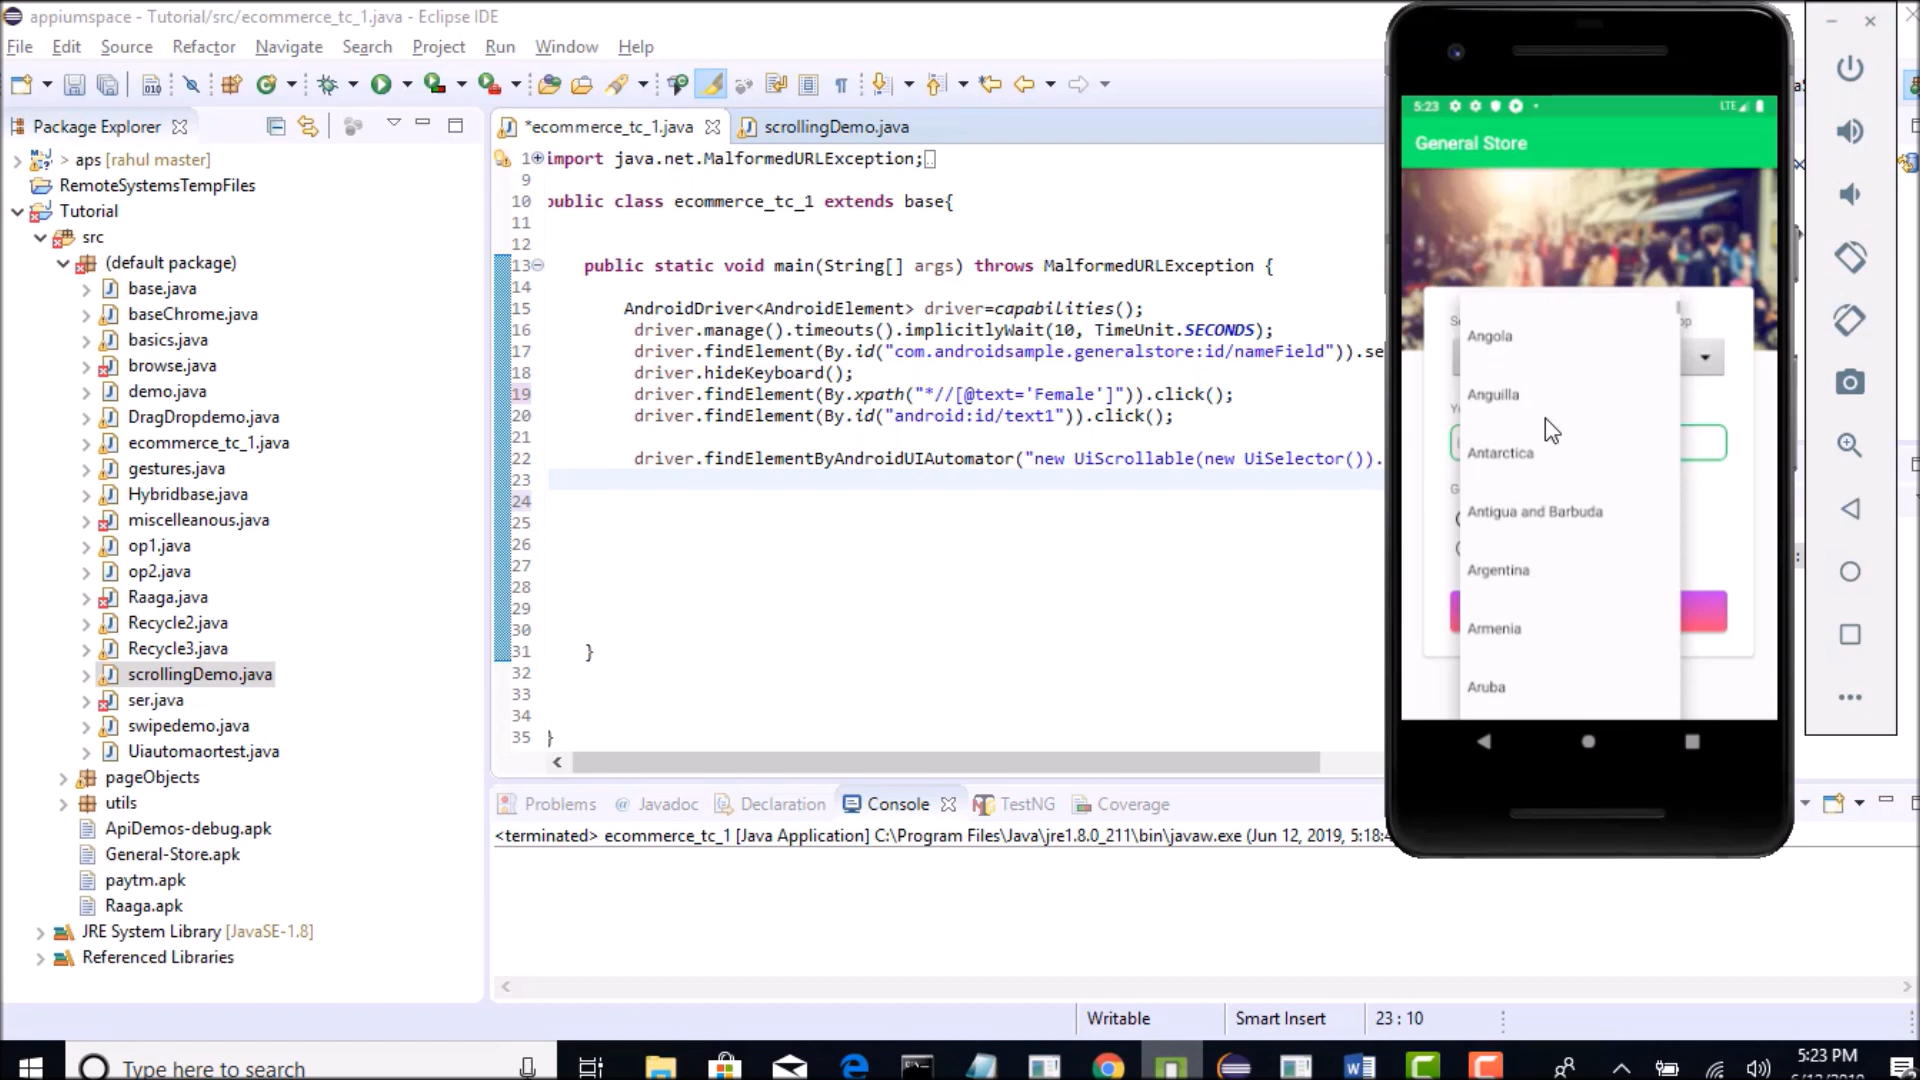 appiumspace - Tutorial/src/ecommerce_tc_1.java - Eclipse IDE
File Edit Source Refactor Navigate Search Project Run Window Help
Package Explorer
> aps [rahul master]
RemoteSystemsTempFiles
Tutorial
src
(default package)
base.java
baseChrome.java
basics.java
browse.java
demo.java
DragDropdemo.java
ecommerce_tc_1.java
gestures.java
Hybridbase.java
miscelleanous.java
op1.java
op2.java
Raaga.java
Recycle2.java
Recycle3.java
scrollingDemo.java
ser.java
swipedemo.java
Uiautomaortest.java
pageObjects
utils
ApiDemos-debug.apk
General-Store.apk
paytm.apk
Raaga.apk
JRE System Library [JavaSE-1.8]
Referenced Libraries
*ecommerce_tc_1.java scrollingDemo.java
1 import java.net.MalformedURLException;
9
10 public class ecommerce_tc_1 extends base{
11
12
13 public static void main(String[] args) throws MalformedURLException {
14
15 AndroidDriver<AndroidElement> driver=capabilities();
16 driver.manage().timeouts().implicitlyWait(10, TimeUnit.SECONDS);
17 driver.findElement(By.id("com.androidsample.generalstore:id/nameField")).se
18 driver.hideKeyboard();
19 driver.findElement(By.xpath("*//[@text='Female']")).click();
20 driver.findElement(By.id("android:id/text1")).click();
21
22 driver.findElementByAndroidUIAutomator("new UiScrollable(new UiSelector()).
23
24
25
26
27
28
29
30
31 }
32
33
34
35 }
Problems @ Javadoc Declaration Console TestNG Coverage
<terminated> ecommerce_tc_1 [Java Application] C:\Program Files\Java\jre1.8.0_211\bin\javaw.exe (Jun 12, 2019, 5:18:4
Writable Smart Insert 23 : 10
5:23 LTE
General Store
Angola
Anguilla
Antarctica
Antigua and Barbuda
Argentina
Armenia
Aruba
Type here to search
5:23 PM